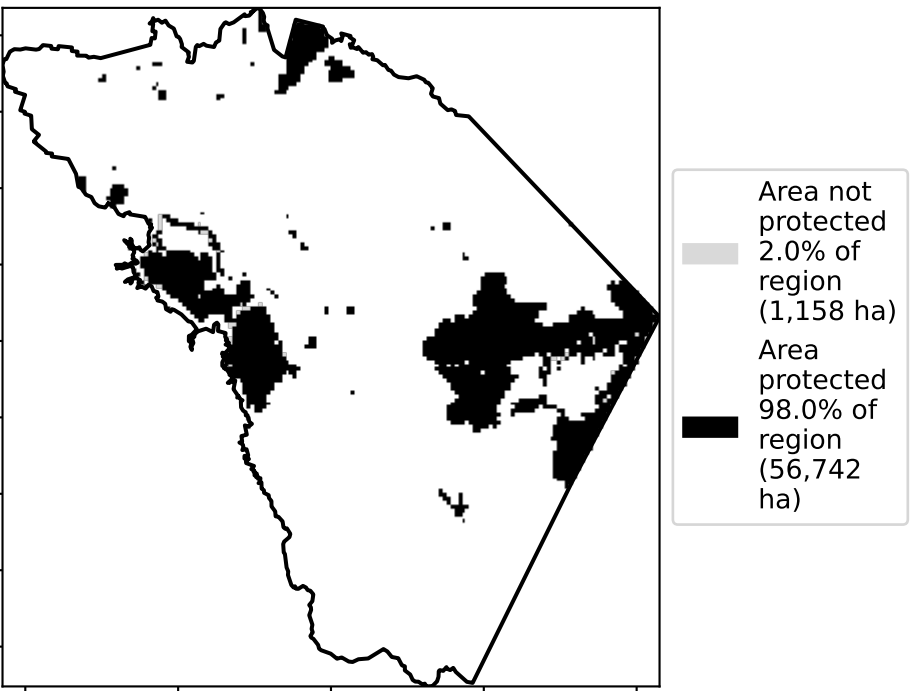 Area not
protected
2.0% of
region
(1,158 ha)
Area
protected
98.0% of
region
(56,742
ha)